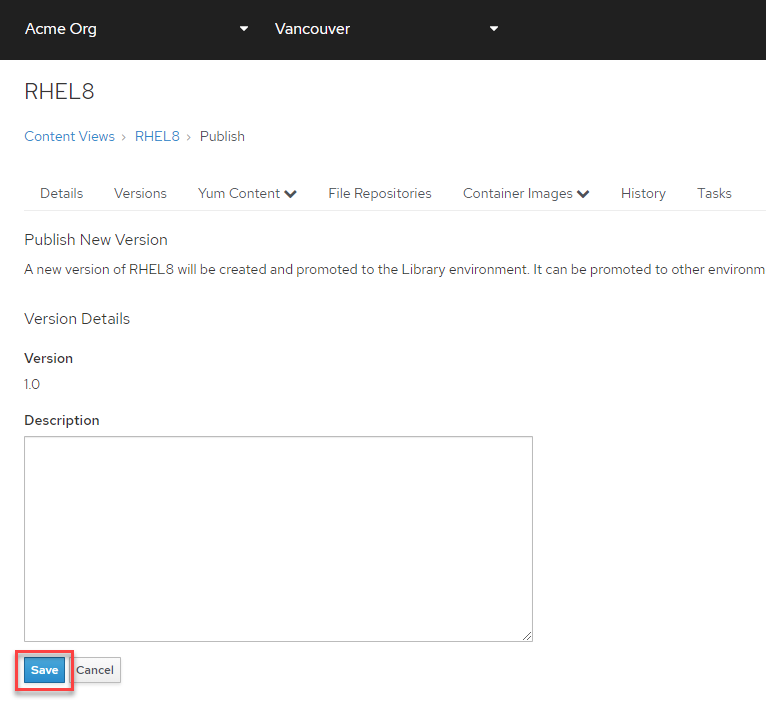 Acme Org Vancouver
RHEL8
Content Views › RHEL8 › Publish
Details Versions Yum Content File Repositories Container Images History Tasks
Publish New Version
A new version of RHEL8 will be created and promoted to the Library environment. It can be promoted to other environm
Version Details
Version
1.0
Description
Save Cancel